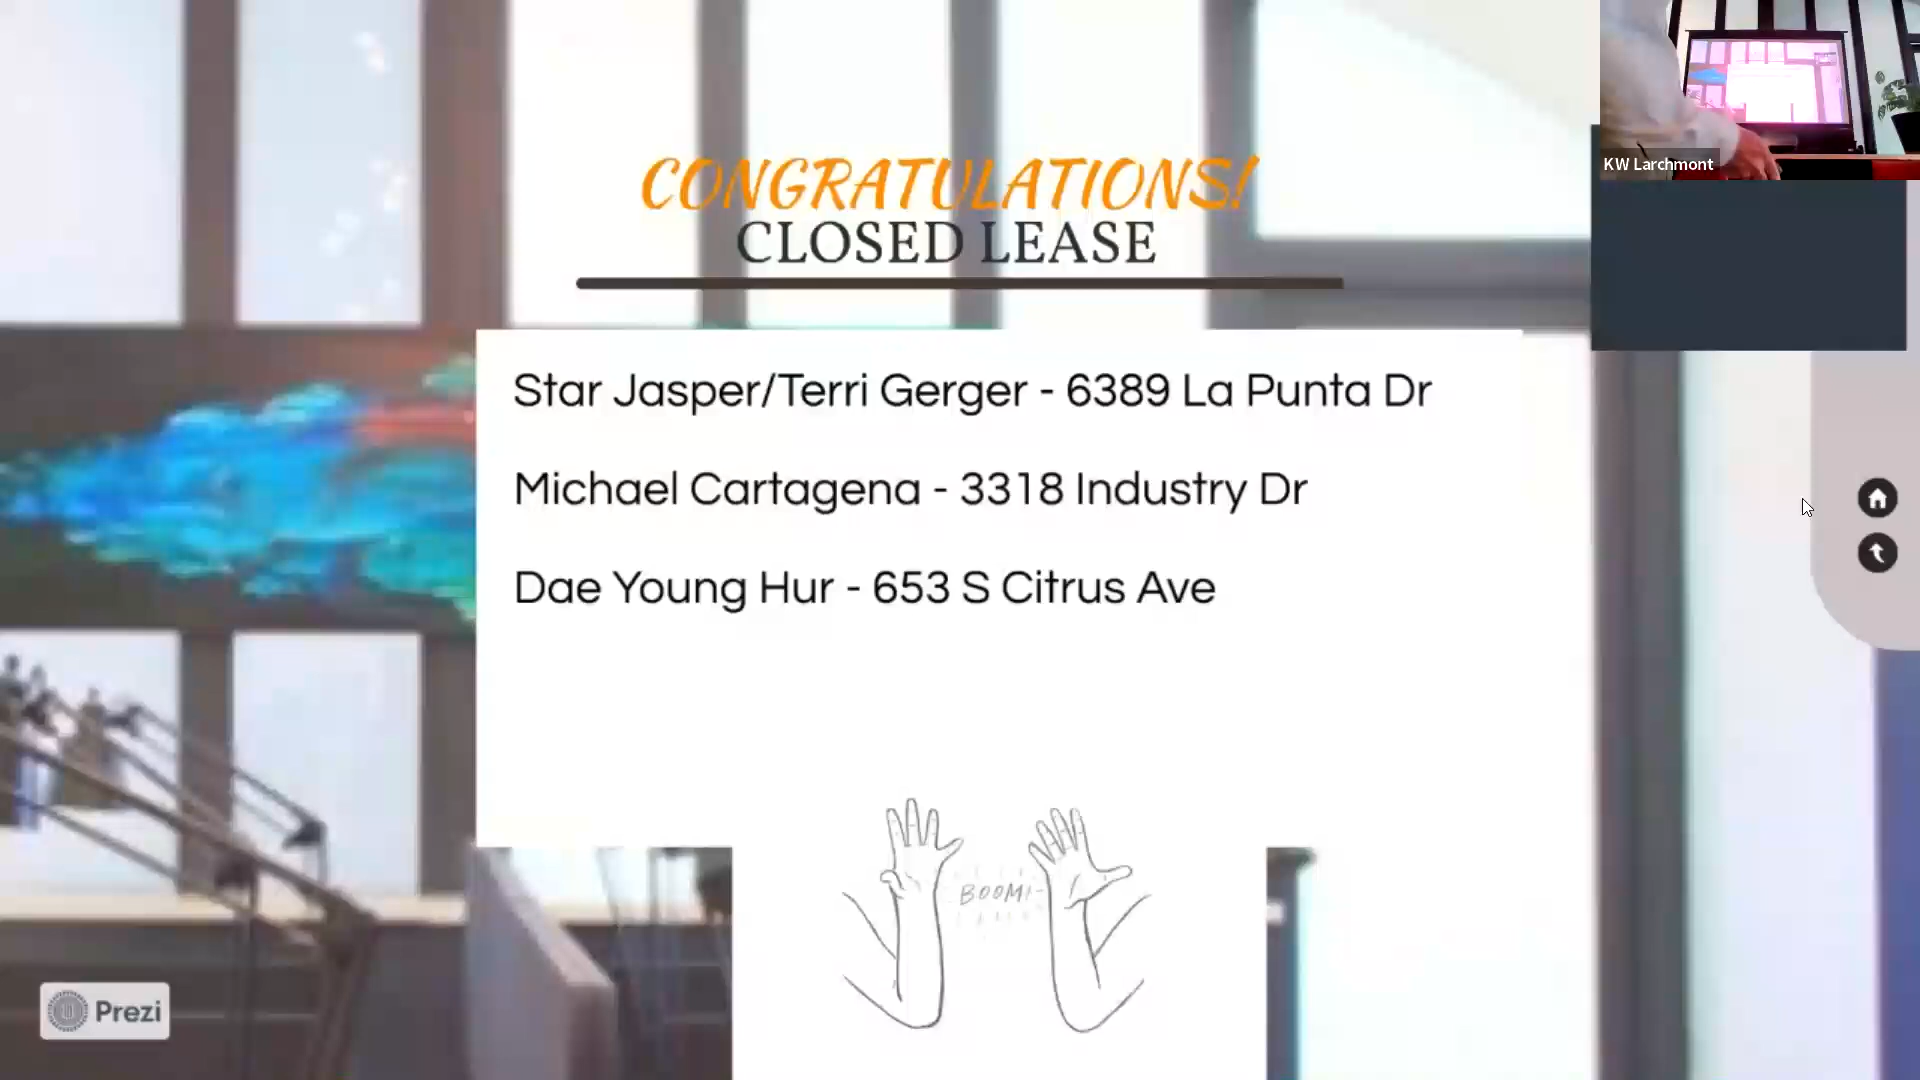 KW Larchmont
CONGRATULATIONS!
CLOSED LEASE
Star Jasper/Terri Gerger - 6389 La Punta Dr
Michael Cartagena - 3318 Industry Dr
Dae Young Hur - 653 S Citrus Ave
BOOM!
Prezi